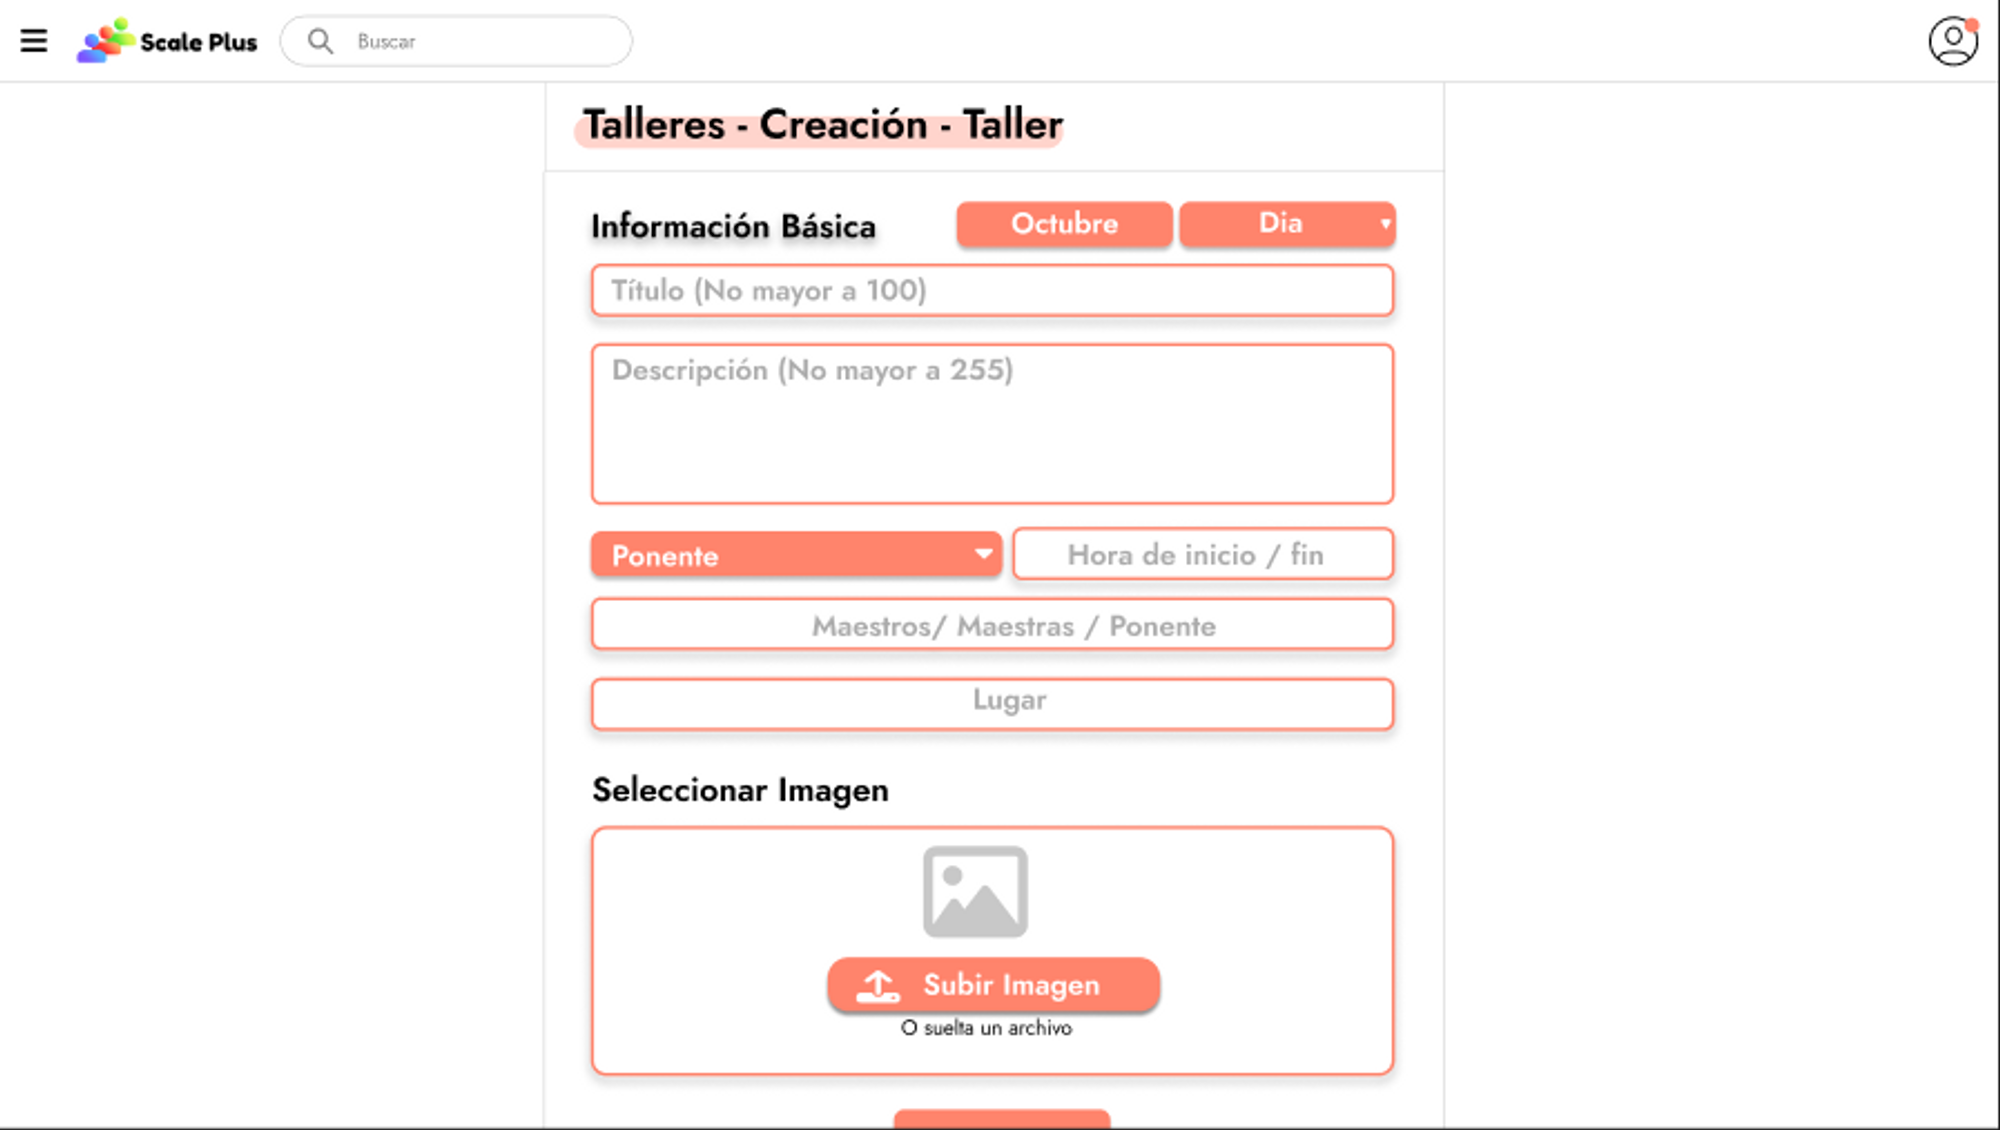 Scale Plus
Buscar
Talleres - Creación - Taller
Información Básica
Octubre
Dia
Título (No mayor a 100)
Descripción (No mayor a 255)
Ponente
Hora de inicio / fin
Maestros/ Maestras / Ponente
Lugar
Seleccionar Imagen
Subir Imagen
O suelta un archivo